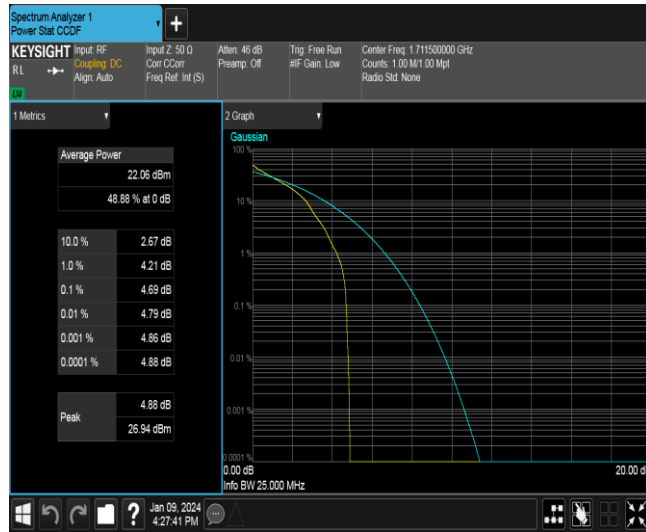 Spectrum Analyzer 1
Power Stat CCDF
KEYSIGHT
RL
LXI
Input: RF
Coupling: DC
Align: Auto
Input Z: 50 Ω
Corr CCorr
Freq Ref: Int (S)
Atten: 46 dB
Preamp: Off
Trig: Free Run
#IF Gain: Low
Center Freq: 1.711500000 GHz
Counts: 1.00 M/1.00 Mpt
Radio Std: None
1 Metrics
Average Power
22.06 dBm
48.88 % at 0 dB
10.0 % 2.67 dB
1.0 % 4.21 dB
0.1 % 4.69 dB
0.01 % 4.79 dB
0.001 % 4.86 dB
0.0001 % 4.88 dB
Peak
4.88 dB
26.94 dBm
2 Graph
Gaussian
100 %
10 %
1 %
0.1 %
0.01 %
0.001 %
0.0001 %
0.00 dB 20.00 d
Info BW 25.000 MHz
?
Jan 09, 2024
4:27:41 PM